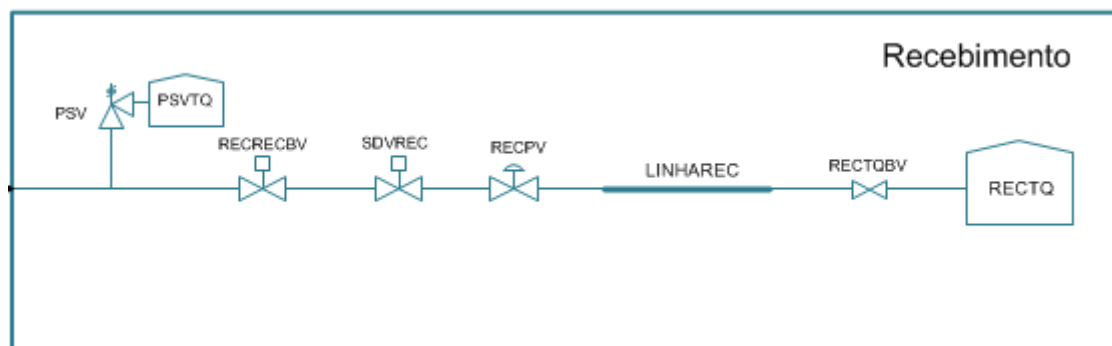 Recebimento
PSV
PSVTQ
RECRECBV
SDVREC
RECPV
LINHAREC
RECTQBV
RECTQ